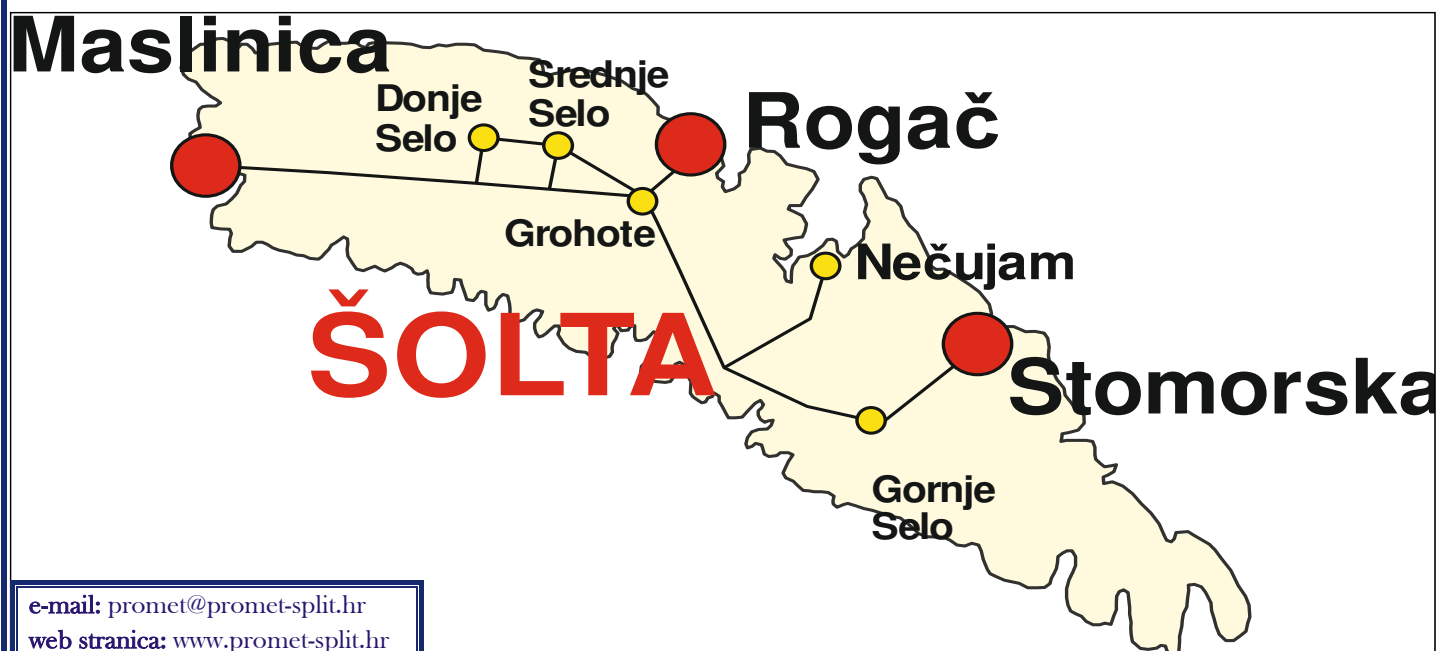 Maslinica
Donje
Selo
Srednje
Selo
Rogač
Grohote
Nečujam
ŠOLTA
Stomorska
Gornje
Selo
e-mail: promet@promet-split.hr
web stranica: www.promet-split.hr